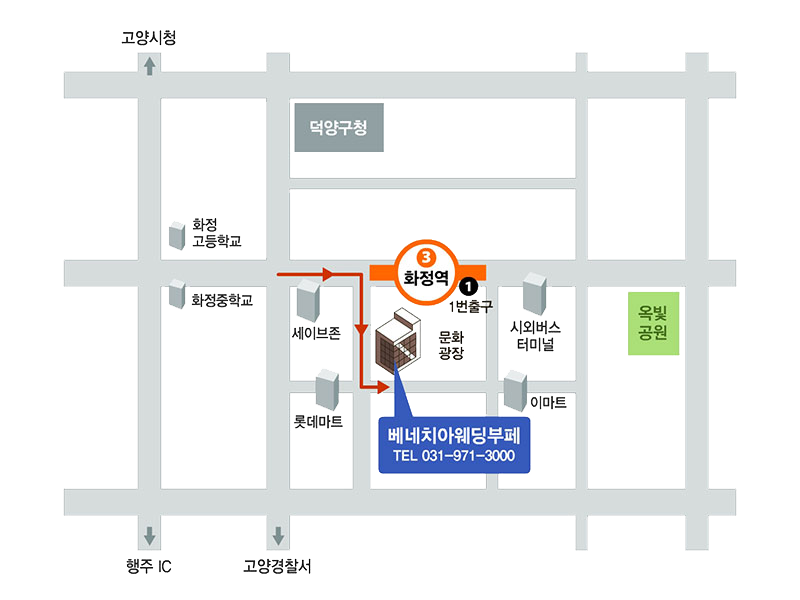 고양시청
덕양구청
화정
고등학교
3
화정역
1
1번출구
화정중학교
세이브존
문화
광장
시외버스
터미널
옥빛
공원
롯데마트
이마트
베네치아웨딩부페
TEL 031-971-3000
행주 IC
고양경찰서